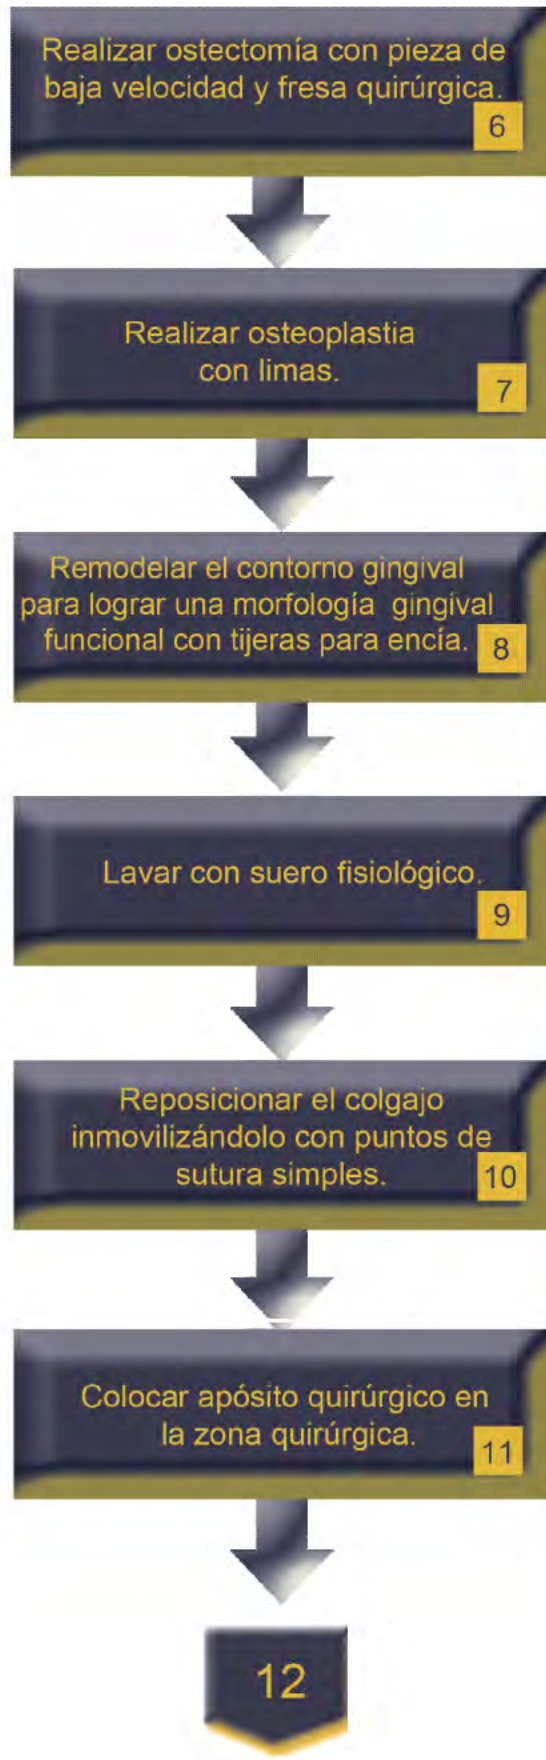 Realizar ostectomía con pieza de
baja velocidad y fresa quirúrgica.
6
Realizar osteoplastia
con limas.
7
Remodelar el contorno gingival
para lograr una morfología gingival
funcional con tijeras para encía.
8
Lavar con suero fisiológico.
9
Reposicionar el colgajo
inmovilizándolo con puntos de
sutura simples.
10
Colocar apósito quirúrgico en
la zona quirúrgica.
11
12